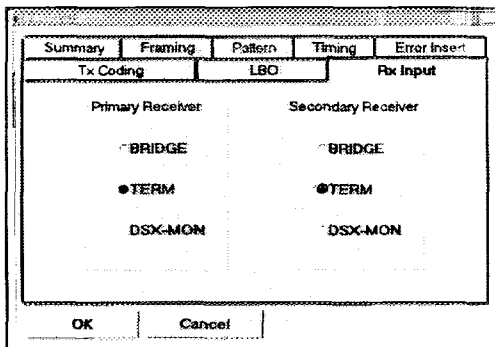 Summary Framing Pattern Timing Error Insert
Tx Coding LBO Rx Input
Primary Receiver Secondary Receiver
BRIDGE BRIDGE
TERM TERM
DSX-MON DSX-MON
OK Cancel